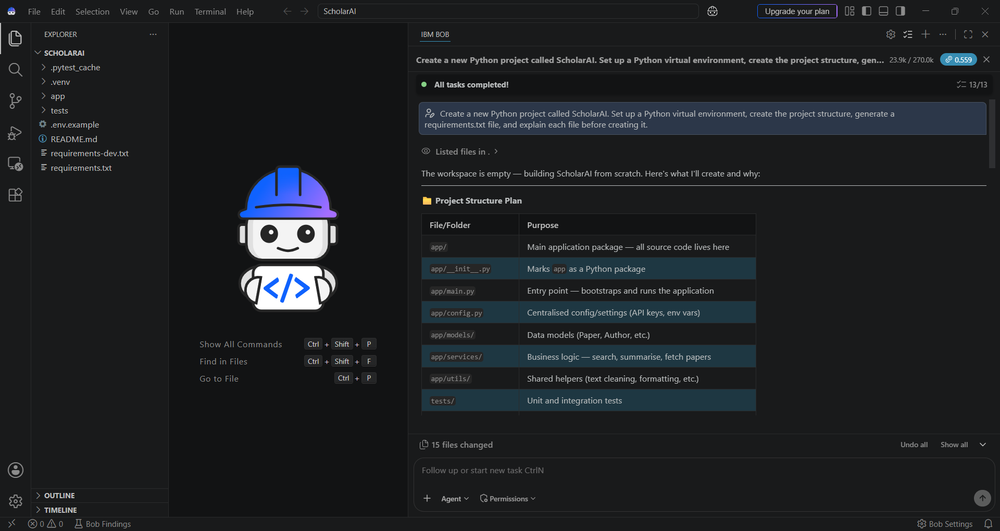 File Edit Selection View Go Run Terminal Help
ScholarAI
Upgrade your plan
EXPLORER
SCHOLARAI
.pytest_cache
.venv
app
tests
.env.example
README.md
requirements-dev.txt
requirements.txt
OUTLINE
TIMELINE
</>
Show All Commands Ctrl + Shift + P
Find in Files Ctrl + Shift + F
Go to File Ctrl + P
IBM BOB
Create a new Python project called ScholarAI. Set up a Python virtual environment, create the project structure, gen... 23.9k / 270.0k 0.559
All tasks completed! 13/13
Create a new Python project called ScholarAI. Set up a Python virtual environment, create the project structure, generate a
requirements.txt file, and explain each file before creating it.
Listed files in .
The workspace is empty — building ScholarAI from scratch. Here's what I'll create and why:
Project Structure Plan
File/Folder Purpose
app/ Main application package — all source code lives here
app/__init__.py Marks app as a Python package
app/main.py Entry point — bootstraps and runs the application
app/config.py Centralised config/settings (API keys, env vars)
app/models/ Data models (Paper, Author, etc.)
app/services/ Business logic — search, summarise, fetch papers
app/utils/ Shared helpers (text cleaning, formatting, etc.)
tests/ Unit and integration tests
15 files changed Undo all Show all
Follow up or start new task CtrlN
Agent Permissions
0 0 Bob Findings Bob Settings